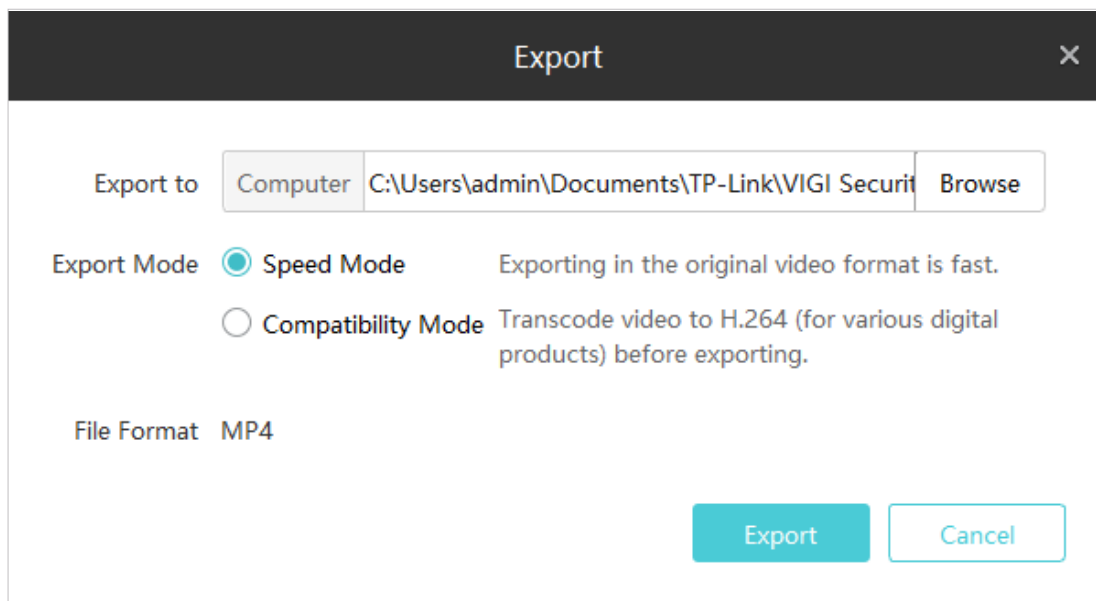 Export
Export to Computer C:\Users\admin\Documents\TP-Link\VIGI Securit Browse
Export Mode Speed Mode Exporting in the original video format is fast.
Compatibility Mode Transcode video to H.264 (for various digital
products) before exporting.
File Format MP4
Export Cancel